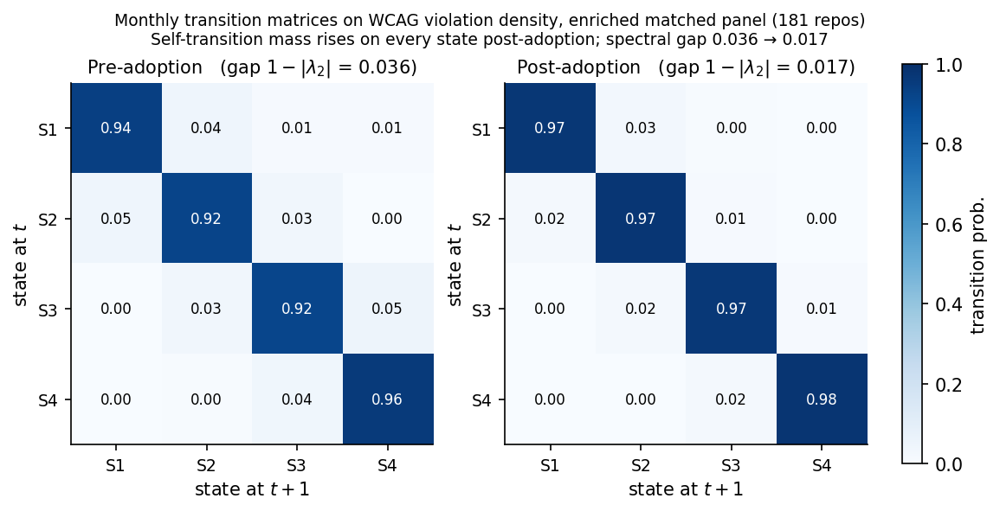 Monthly transition matrices on WCAG violation density, enriched matched panel (181 repos)
Self-transition mass rises on every state post-adoption; spectral gap 0.036 → 0.017
Pre-adoption (gap 1 − |λ₂| = 0.036)
S1 0.94 0.04 0.01 0.01
S2 0.05 0.92 0.03 0.00
S3 0.00 0.03 0.92 0.05
S4 0.00 0.00 0.04 0.96
S1 S2 S3 S4
state at t + 1
state at t
Post-adoption (gap 1 − |λ₂| = 0.017)
S1 0.97 0.03 0.00 0.00
S2 0.02 0.97 0.01 0.00
S3 0.00 0.02 0.97 0.01
S4 0.00 0.00 0.02 0.98
S1 S2 S3 S4
state at t + 1
state at t
1.0
0.8
0.6
0.4
0.2
0.0
transition prob.